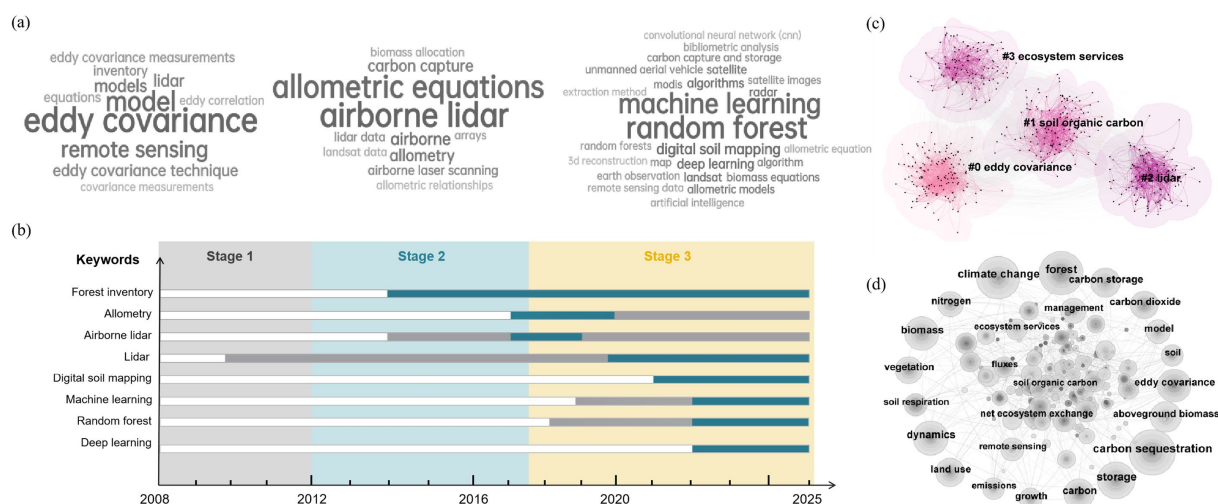 (a)
eddy covariance measurements
inventory
models lidar
equations model eddy correlation
eddy covariance
remote sensing
eddy covariance technique
covariance measurements
biomass allocation
carbon capture
allometric equations
airborne lidar
lidar data airborne arrays
landsat data allometry
airborne laser scanning
allometric relationships
convolutional neural network (cnn)
bibliometric analysis
carbon capture and storage
unmanned aerial vehicle satellite
modis algorithms satellite images
extraction method radar
machine learning
random forest
random forests digital soil mapping allometric equation
3d reconstruction map deep learning algorithm
earth observation landsat biomass equations
remote sensing data allometric models
artificial intelligence
(b)
Keywords Stage 1 Stage 2 Stage 3
Forest inventory
Allometry
Airborne lidar
Lidar
Digital soil mapping
Machine learning
Random forest
Deep learning
2008 2012 2016 2020 2025
(c)
#3 ecosystem services
#1 soil organic carbon
#0 eddy covariance
#2 lidar
(d)
climate change forest
carbon storage
nitrogen management carbon dioxide
biomass ecosystem services model
soil
vegetation fluxes
soil organic carbon eddy covariance
soil respiration
net ecosystem exchange aboveground biomass
dynamics
remote sensing carbon sequestration
land use
emissions carbon storage
growth